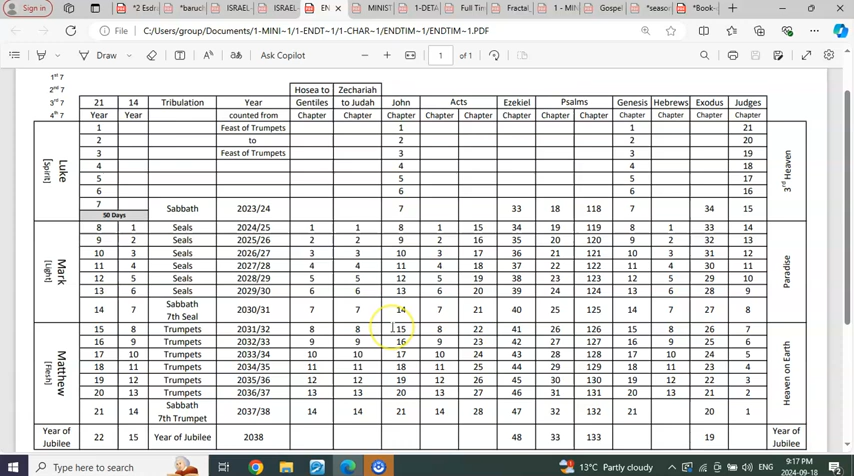 Sign in *2 Esdr *baruch ISRAEL - ISRAEL EN MINIST 1-DETA Full Tim Fractal_ 1 - MIN Gospel *season *Book~
File C:/Users/group/Documents/1-MINI~1/1-ENDT~1/1-CHAR~1/ENDTIM~1/ENDTIM~1.PDF
Draw Ask Copilot 1 of 1
1st 7
2nd 7 Hosea to Zechariah
3rd 7 21 14 Tribulation Year Gentiles to Judah John Acts Ezekiel Psalms Genesis Hebrews Exodus Judges
4th 7 Year Year counted from Chapter Chapter Chapter Chapter Chapter Chapter Chapter Chapter Chapter Chapter Chapter Chapter
Luke [Spirit] 3rd Heaven
1 Feast of Trumpets 1 1 21
2 to 2 2 20
3 Feast of Trumpets 3 3 19
4 4 4 18
5 5 5 17
6 6 6 16
7 Sabbath 2023/24 7 33 18 118 7 34 15
50 Days
Mark [Light] Paradise
8 1 Seals 2024/25 1 1 8 1 15 34 19 119 8 1 33 14
9 2 Seals 2025/26 2 2 9 2 16 35 20 120 9 2 32 13
10 3 Seals 2026/27 3 3 10 3 17 36 21 121 10 3 31 12
11 4 Seals 2027/28 4 4 11 4 18 37 22 122 11 4 30 11
12 5 Seals 2028/29 5 5 12 5 19 38 23 123 12 5 29 10
13 6 Seals 2029/30 6 6 13 6 20 39 24 124 13 6 28 9
14 7 Sabbath 7th Seal 2030/31 7 7 14 7 21 40 25 125 14 7 27 8
Matthew [Flesh] Heaven on Earth
15 8 Trumpets 2031/32 8 8 15 8 22 41 26 126 15 8 26 7
16 9 Trumpets 2032/33 9 9 16 9 23 42 27 127 16 9 25 6
17 10 Trumpets 2033/34 10 10 17 10 24 43 28 128 17 10 24 5
18 11 Trumpets 2034/35 11 11 18 11 25 44 29 129 18 11 23 4
19 12 Trumpets 2035/36 12 12 19 12 26 45 30 130 19 12 22 3
20 13 Trumpets 2036/37 13 13 20 13 27 46 31 131 20 13 21 2
21 14 Sabbath 7th Trumpet 2037/38 14 14 21 14 28 47 32 132 21 20 1
Year of Jubilee 22 15 Year of Jubilee 2038 48 33 133 19 Year of Jubilee
Type here to search 13°C Partly cloudy ENG 9:17 PM
2024-09-18